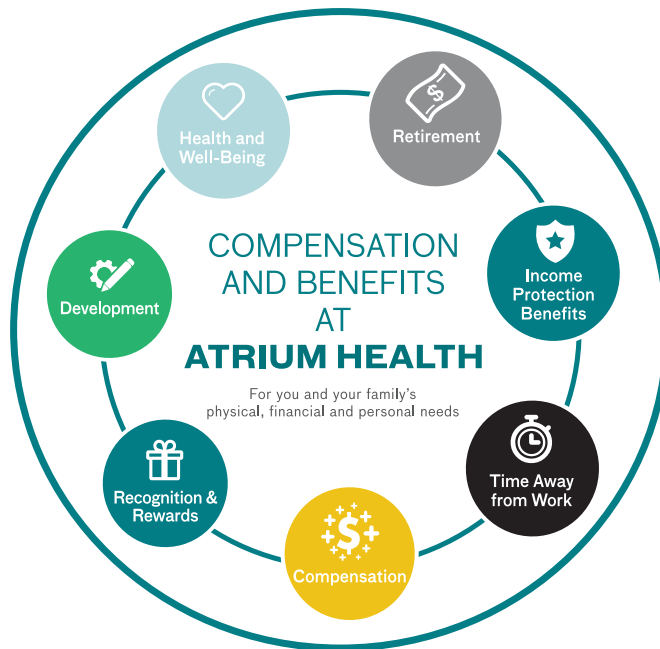 Health and
Well-Being
Retirement
$
Income
Protection
Benefits
Development
COMPENSATION
AND BENEFITS
AT
ATRIUM HEALTH
For you and your family's
physical, financial and personal needs
Time Away
from Work
Recognition &
Rewards
$
Compensation